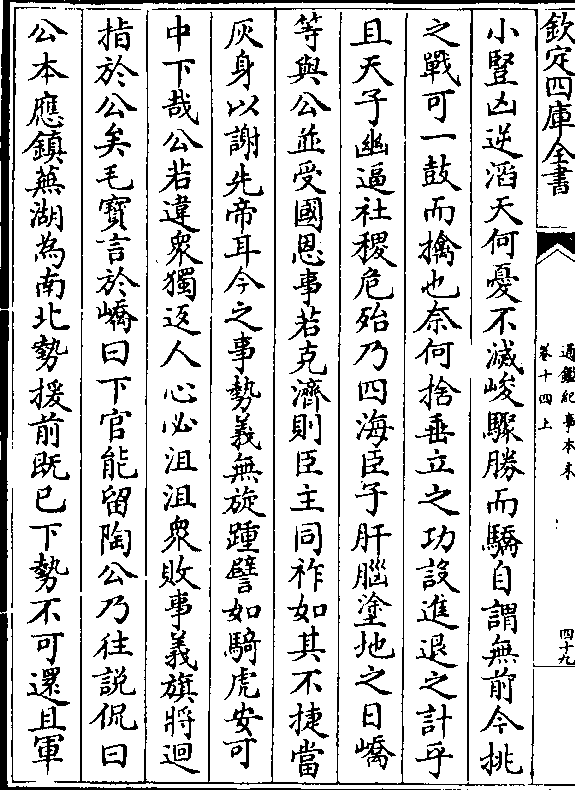 欽定四庫全書
通鑑紀事本末
卷十四上
四十九
小豎凶逆滔天何憂不滅峻驟勝而驕自謂無前今挑
之戰可一鼓而擒也奈何捨垂立之功設進退之計乎
且天子幽逼社稷危殆乃四海臣子肝腦塗地之日嶠
等與公並受國恩事若克濟則臣主同祚如其不捷當
灰身以謝先帝耳今之事勢義無旋踵譬如騎虎安可
中下哉公若違衆獨返人心必沮沮衆敗事義旗將迴
指於公矣毛寶言於嶠曰下官能留陶公乃往説侃曰
公本應鎮蕪湖為南北勢援前既已下勢不可還且軍